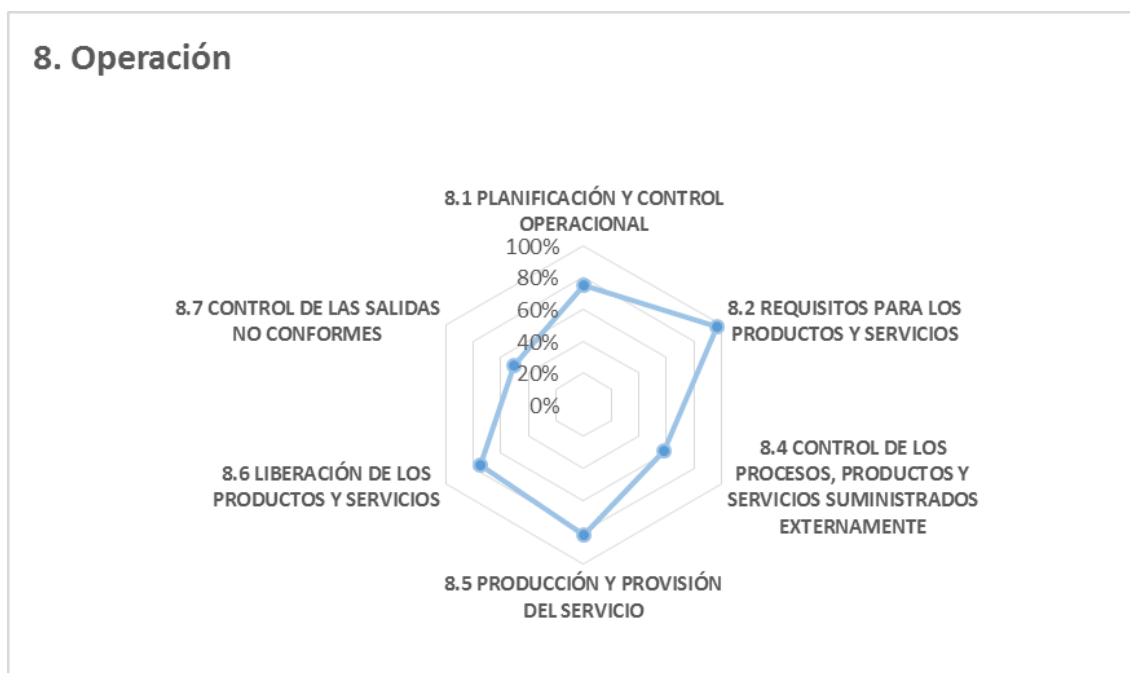 8. Operación
8.1 PLANIFICACIÓN Y CONTROL
OPERACIONAL
100%
80%
60%
40%
20%
0%
8.2 REQUISITOS PARA LOS
PRODUCTOS Y SERVICIOS
8.4 CONTROL DE LOS
PROCESOS, PRODUCTOS Y
SERVICIOS SUMINISTRADOS
EXTERNAMENTE
8.5 PRODUCCIÓN Y PROVISIÓN
DEL SERVICIO
8.6 LIBERACIÓN DE LOS
PRODUCTOS Y SERVICIOS
8.7 CONTROL DE LAS SALIDAS
NO CONFORMES